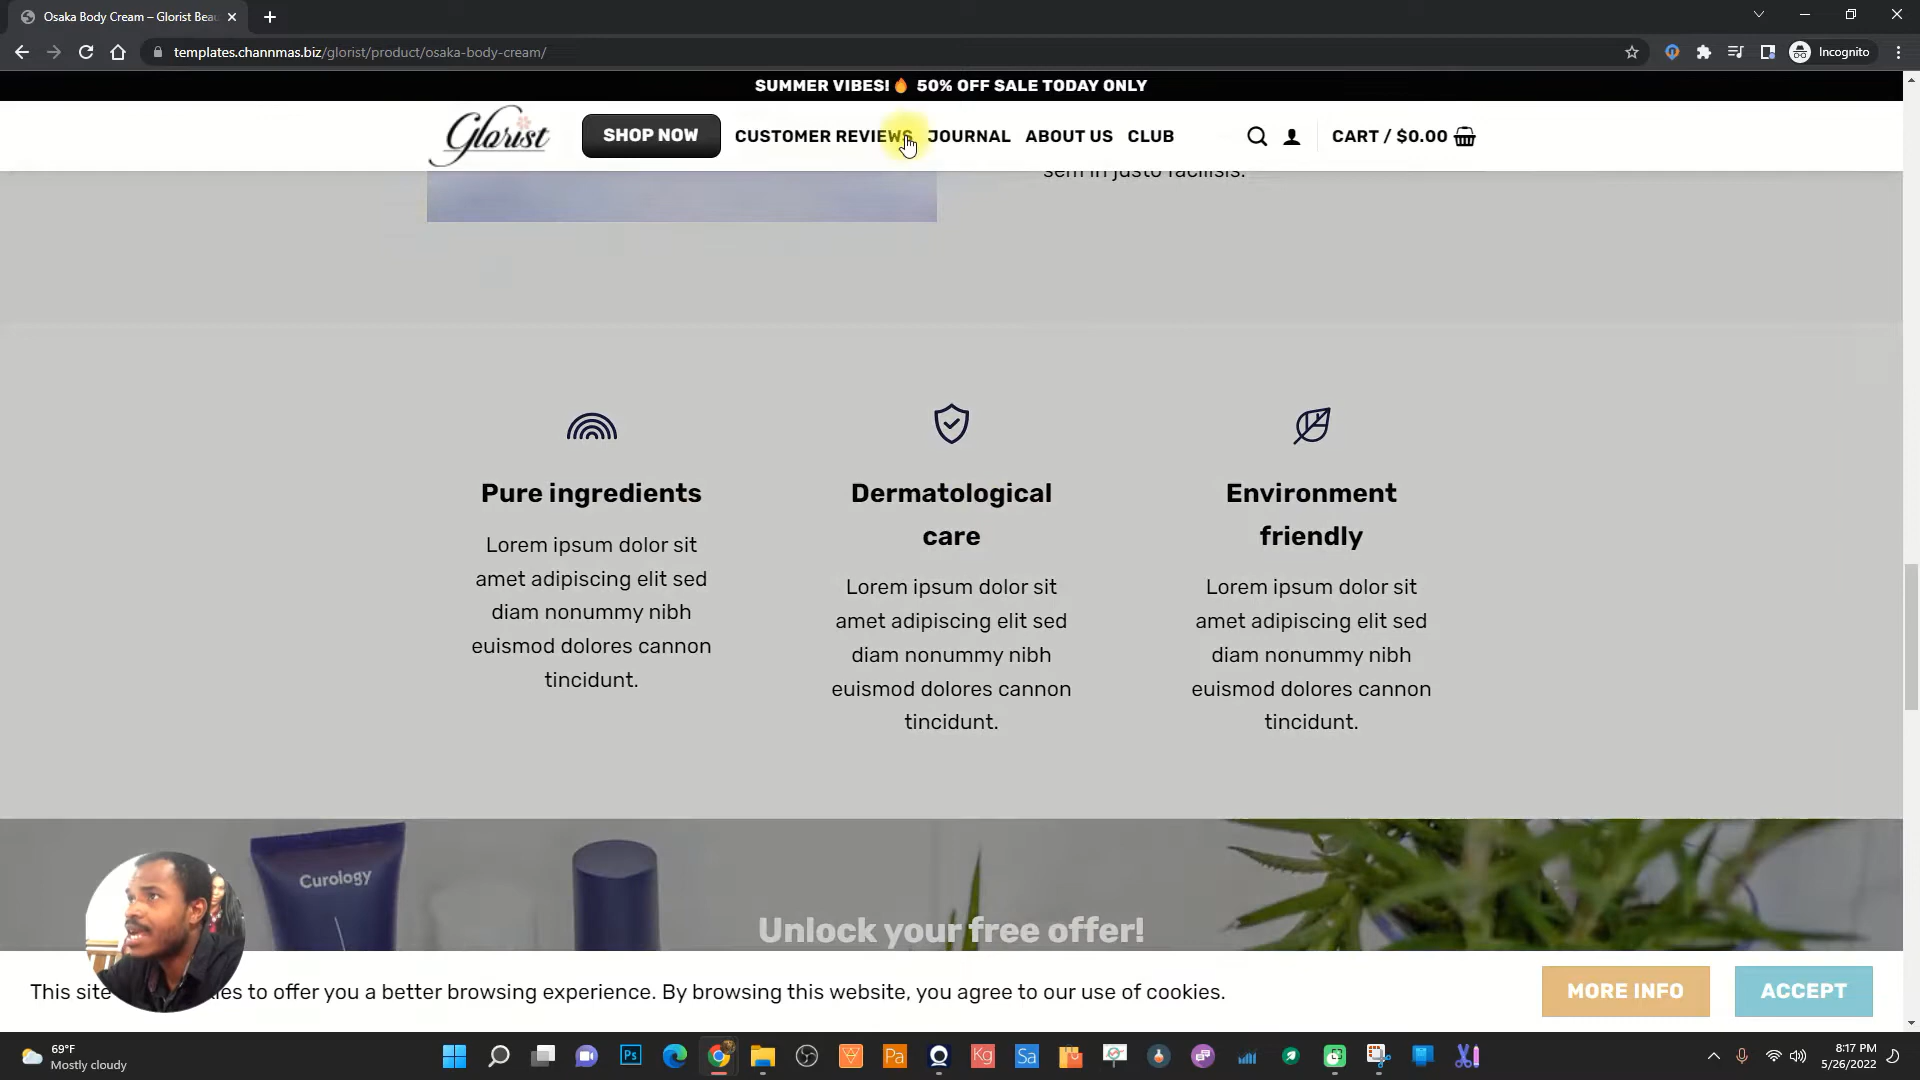 Osaka Body Cream – Glorist Beau
templates.channmas.biz/glorist/product/osaka-body-cream/
Incognito
SUMMER VIBES!🔥 50% OFF SALE TODAY ONLY
Glorist
SHOP NOW
CUSTOMER REVIEWS
JOURNAL
ABOUT US
CLUB
CART / $0.00
sem in justo facilisis.
Pure ingredients
Lorem ipsum dolor sit
amet adipiscing elit sed
diam nonummy nibh
euismod dolores cannon
tincidunt.
Dermatological
care
Lorem ipsum dolor sit
amet adipiscing elit sed
diam nonummy nibh
euismod dolores cannon
tincidunt.
Environment
friendly
Lorem ipsum dolor sit
amet adipiscing elit sed
diam nonummy nibh
euismod dolores cannon
tincidunt.
Curology
Unlock your free offer!
This site es to offer you a better browsing experience. By browsing this website, you agree to our use of cookies.
MORE INFO
ACCEPT
69°F
Mostly cloudy
Ps
Pa
Kg
Sa
8:17 PM
5/26/2022